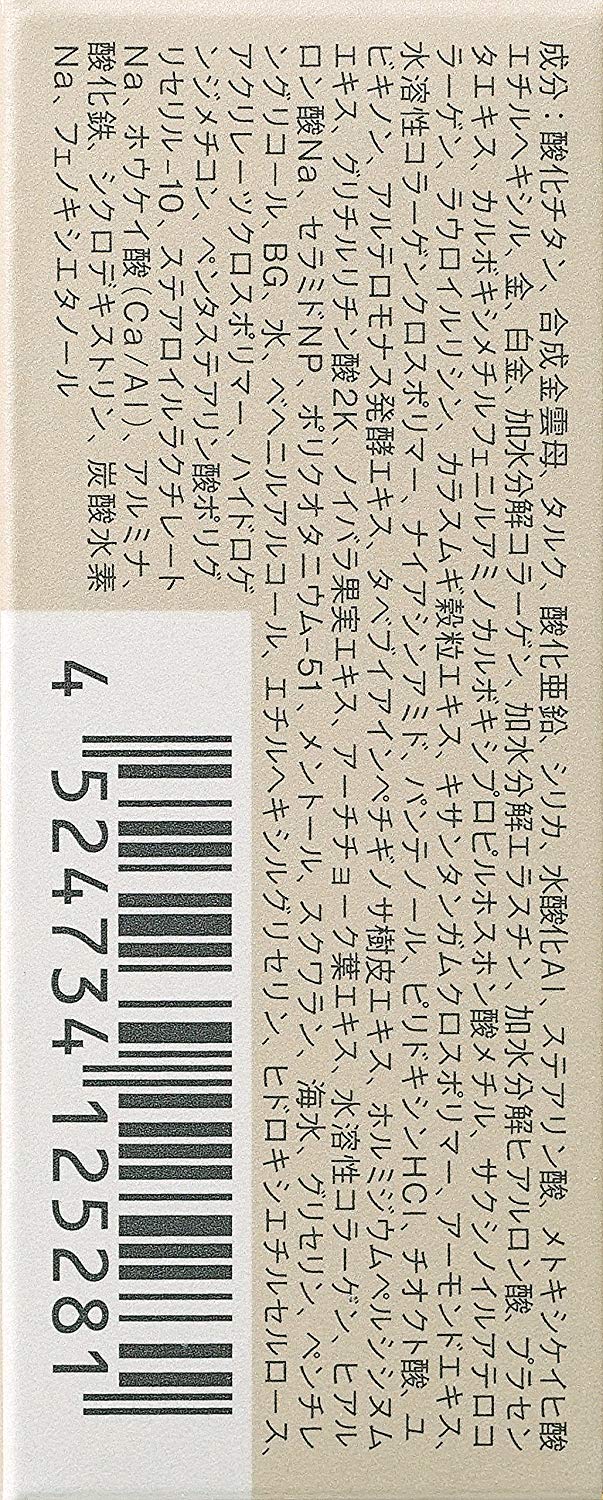 成分：酸化チタン、合成金雲母、タルク、酸化亜鉛、シリカ、水酸化Al、ステアリン酸、メトキシケイヒ酸
エチルヘキシル、金、白金、加水分解コラーゲン、加水分解エラスチン、加水分解ヒアルロン酸、プラセン
タエキス、カルボキシメチルフェニルアミノカルボキシプロピルホスホン酸メチル、サクシノイルアテロコ
ラーゲン、ラウロイルリシン、カラスムギ穀粒エキス、キサンタンガムクロスポリマー、アーモンドエキス、
水溶性コラーゲンクロスポリマー、ナイアシンアミド、パンテノール、ピリドキシンHCl、チオクト酸、ユ
ビキノン、アルテロモナス発酵エキス、タベブイアインペチギノサ樹皮エキス、ホルミジウムペルシシヌム
エキス、グリチルリチン酸2K、ノイバラ果実エキス、アーチチョーク葉エキス、水溶性コラーゲン、ヒアル
ロン酸Na、セラミドNP、ポリクオタニウム-51、メントール、スクワラン、海水、グリセリン、ペンチレ
ングリコール、BG、水、ベヘニルアルコール、エチルヘキシルグリセリン、ヒドロキシエチルセルロース、
アクリレーツクロスポリマー、ハイドロゲ
ンジメチコン、ペンタステアリン酸ポリグ
リセリル-10、ステアロイルラクチレート
Na、ホウケイ酸(Ca/Al)、アルミナ、
酸化鉄、シクロデキストリン、炭酸水素
Na、フェノキシエタノール
4 524734 125281